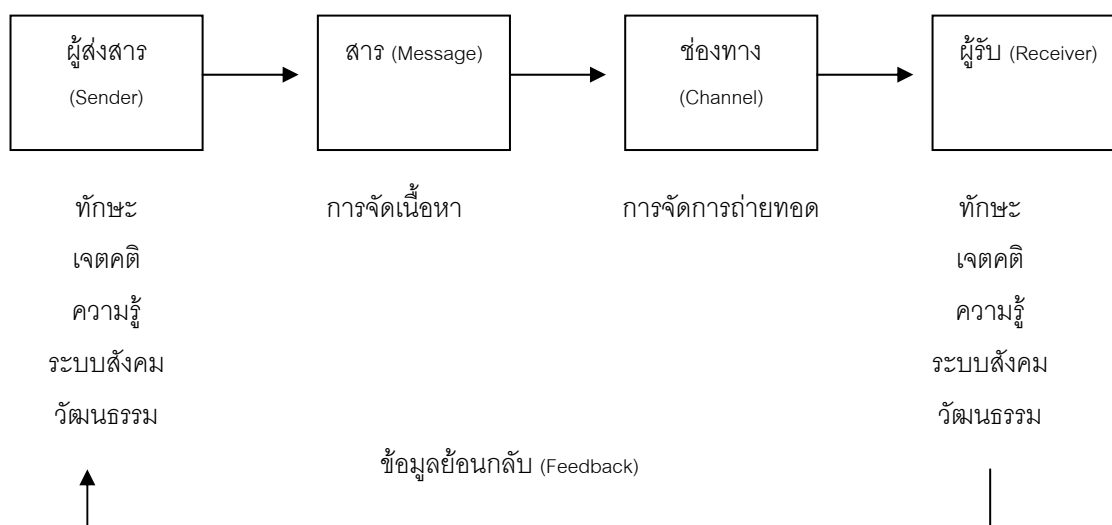 ผู้ส่งสาร
(Sender)
สาร (Message)
ช่องทาง
(Channel)
ผู้รับ (Receiver)
ทักษะ
เจตคติ
ความรู้
ระบบสังคม
วัฒนธรรม
การจัดเนื้อหา
การจัดการถ่ายทอด
ทักษะ
เจตคติ
ความรู้
ระบบสังคม
วัฒนธรรม
ข้อมูลย้อนกลับ (Feedback)